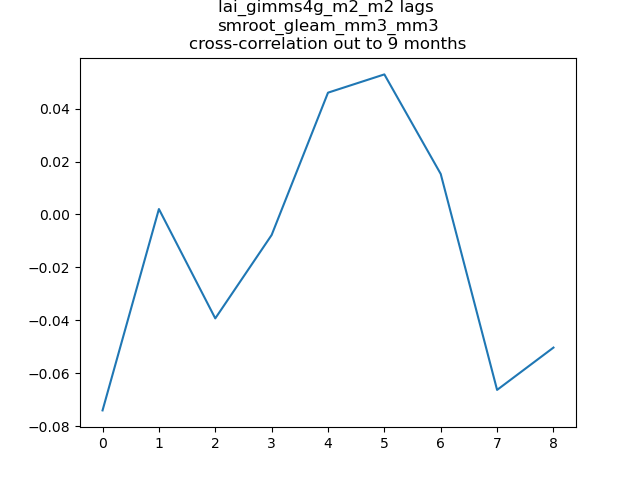 lai_gimms4g_m2_m2 lags
smroot_gleam_mm3_mm3
cross-correlation out to 9 months
0.04
0.02
0.00
−0.02
−0.04
−0.06
−0.08
0 1 2 3 4 5 6 7 8